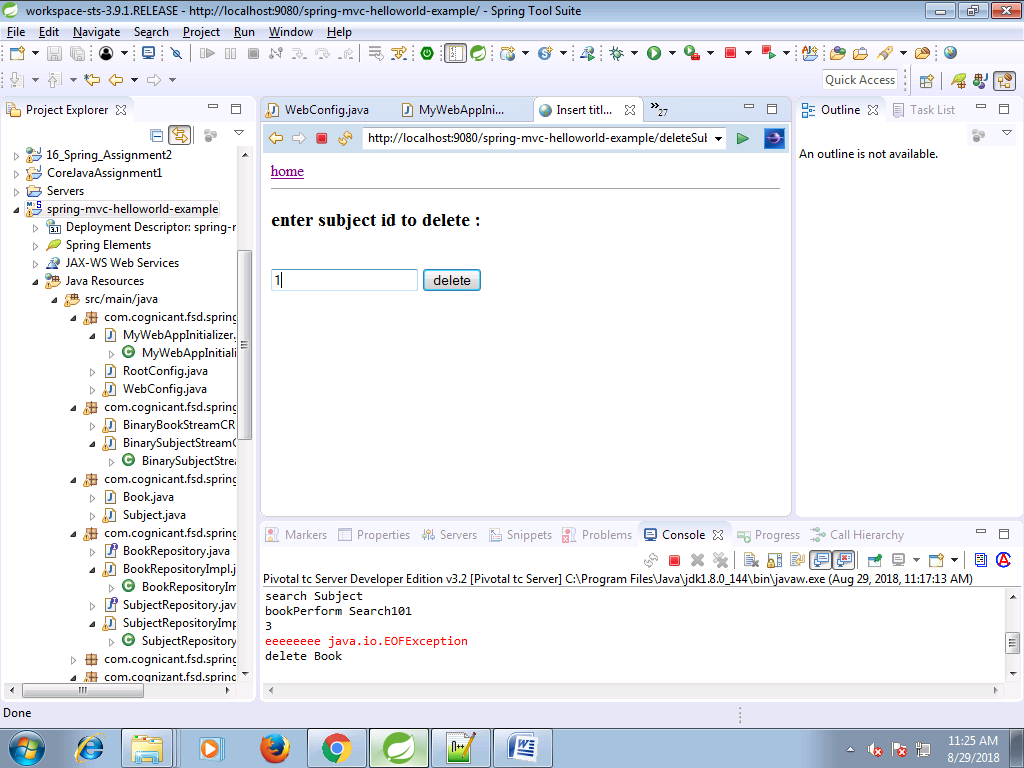 workspace-sts-3.9.1.RELEASE - http://localhost:9080/spring-mvc-helloworld-example/ - Spring Tool Suite
File Edit Navigate Search Project Run Window Help
Quick Access
Project Explorer
16_Spring_Assignment2
CoreJavaAssignment1
Servers
spring-mvc-helloworld-example
Deployment Descriptor: spring-r
Spring Elements
JAX-WS Web Services
Java Resources
src/main/java
com.cognicant.fsd.spring
MyWebAppInitializer.
MyWebAppInitiali
RootConfig.java
WebConfig.java
com.cognicant.fsd.spring
BinaryBookStreamCR
BinarySubjectStreamC
BinarySubjectStrea
com.cognicant.fsd.spring
Book.java
Subject.java
com.cognicant.fsd.spring
BookRepository.java
BookRepositoryImpl.j
BookRepositoryIm
SubjectRepository.jav
SubjectRepositoryImp
SubjectRepository
com.cognicant.fsd.spring
com.cognizant.fsd.spring
WebConfig.java MyWebAppIni... Insert titl... »27
http://localhost:9080/spring-mvc-helloworld-example/deleteSub
home
enter subject id to delete :
1 delete
Outline Task List
An outline is not available.
Markers Properties Servers Snippets Problems Console Progress Call Hierarchy
Pivotal tc Server Developer Edition v3.2 [Pivotal tc Server] C:\Program Files\Java\jdk1.8.0_144\bin\javaw.exe (Aug 29, 2018, 11:17:13 AM)
search Subject
bookPerform Search101
3
eeeeeeee java.io.EOFException
delete Book
Done
11:25 AM
8/29/2018